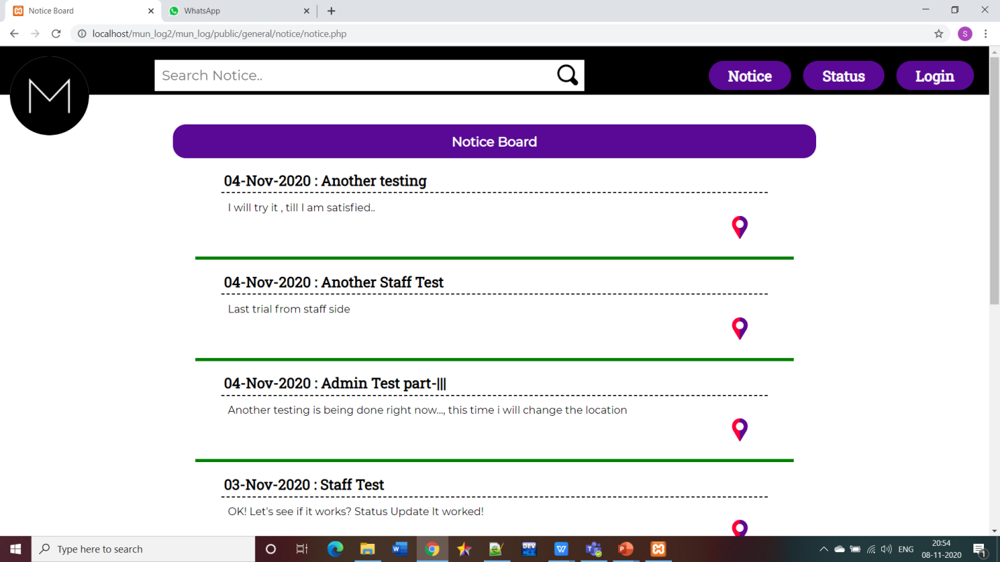 Notice Board
WhatsApp
localhost/mun_log2/mun_log/public/general/notice/notice.php
S
M
Search Notice..
Notice
Status
Login
Notice Board
04-Nov-2020 : Another testing
I will try it , till I am satisfied..
04-Nov-2020 : Another Staff Test
Last trial from staff side
04-Nov-2020 : Admin Test part-|||
Another testing is being done right now..., this time i will change the location
03-Nov-2020 : Staff Test
OK! Let's see if it works? Status Update It worked!
Type here to search
W
DEV
W
T
P
ENG
20:54
08-11-2020
1